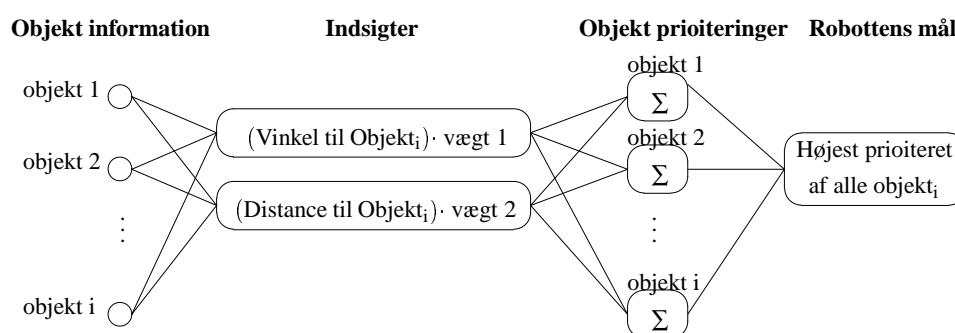 Objekt information Indsigter Objekt prioiteringer Robottens mål
objekt 1
objekt 2
⋮
objekt i
(Vinkel til Objekt_i)· vægt 1
(Distance til Objekt_i)· vægt 2
objekt 1
Σ
objekt 2
Σ
⋮
objekt i
Σ
Højest prioiteret
af alle objekt_i